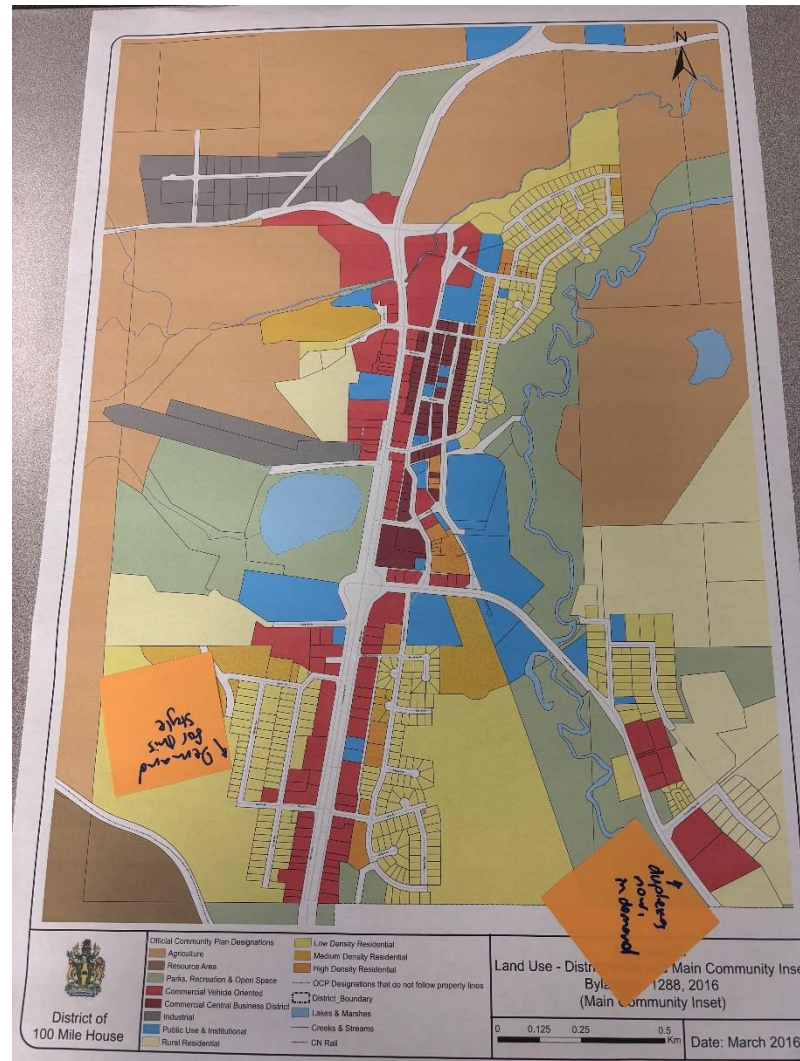 N
↑ Demand
for this
style
↑
duplexes
now
in demand
District of
100 Mile House
Official Community Plan Designations
Agriculture
Resource Area
Parks, Recreation & Open Space
Commercial Vehicle Oriented
Commercial Central Business District
Industrial
Public Use & Institutional
Rural Residential
Low Density Residential
Medium Density Residential
High Density Residential
OCP Designations that do not follow property lines
District_Boundary
Lakes & Marshes
Creeks & Streams
CN Rail
Land Use - Distr Main Community Inse
Byla 1288, 2016
(Main Community Inset)
0 0.125 0.25 0.5
Km
Date: March 2016